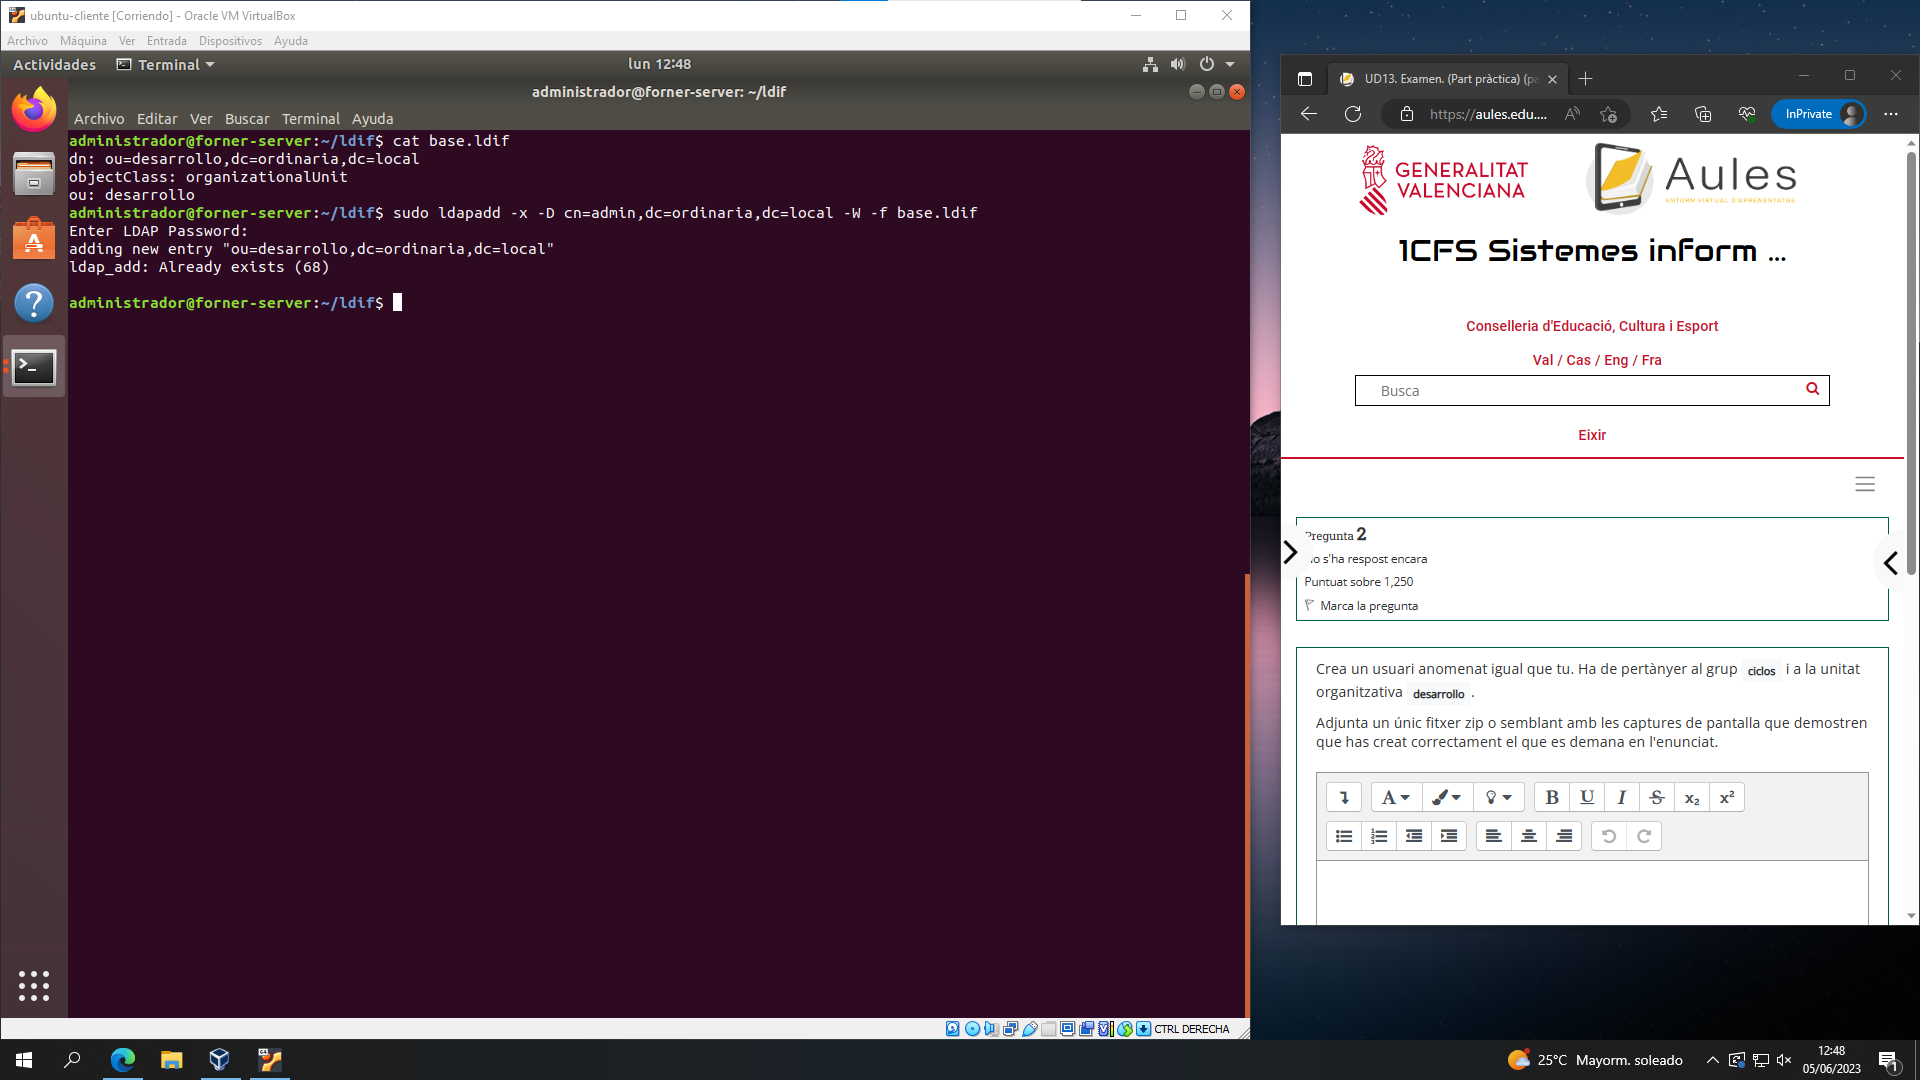 ubuntu-cliente [Corriendo] - Oracle VM VirtualBox
Archivo Máquina Ver Entrada Dispositivos Ayuda
Actividades Terminal lun 12:48
administrador@forner-server: ~/ldif
Archivo Editar Ver Buscar Terminal Ayuda
administrador@forner-server:~/ldif$ cat base.ldif
dn: ou=desarrollo,dc=ordinaria,dc=local
objectClass: organizationalUnit
ou: desarrollo
administrador@forner-server:~/ldif$ sudo ldapadd -x -D cn=admin,dc=ordinaria,dc=local -W -f base.ldif
Enter LDAP Password:
adding new entry "ou=desarrollo,dc=ordinaria,dc=local"
ldap_add: Already exists (68)
administrador@forner-server:~/ldif$
CTRL DERECHA
UD13. Examen. (Part pràctica) (pa
https://aules.edu....
InPrivate
GENERALITAT
VALENCIANA
Aules
ENTORN VIRTUAL D'APRENENTATGE
1CFS Sistemes inform ...
Conselleria d'Educació, Cultura i Esport
Val / Cas / Eng / Fra
Busca
Eixir
Pregunta 2
o s'ha respost encara
Puntuat sobre 1,250
Marca la pregunta
Crea un usuari anomenat igual que tu. Ha de pertànyer al grup ciclos i a la unitat
organitzativa desarrollo .
Adjunta un únic fitxer zip o semblant amb les captures de pantalla que demostren
que has creat correctament el que es demana en l'enunciat.
A B U I S x₂ x²
25°C Mayorm. soleado
12:48
05/06/2023
1